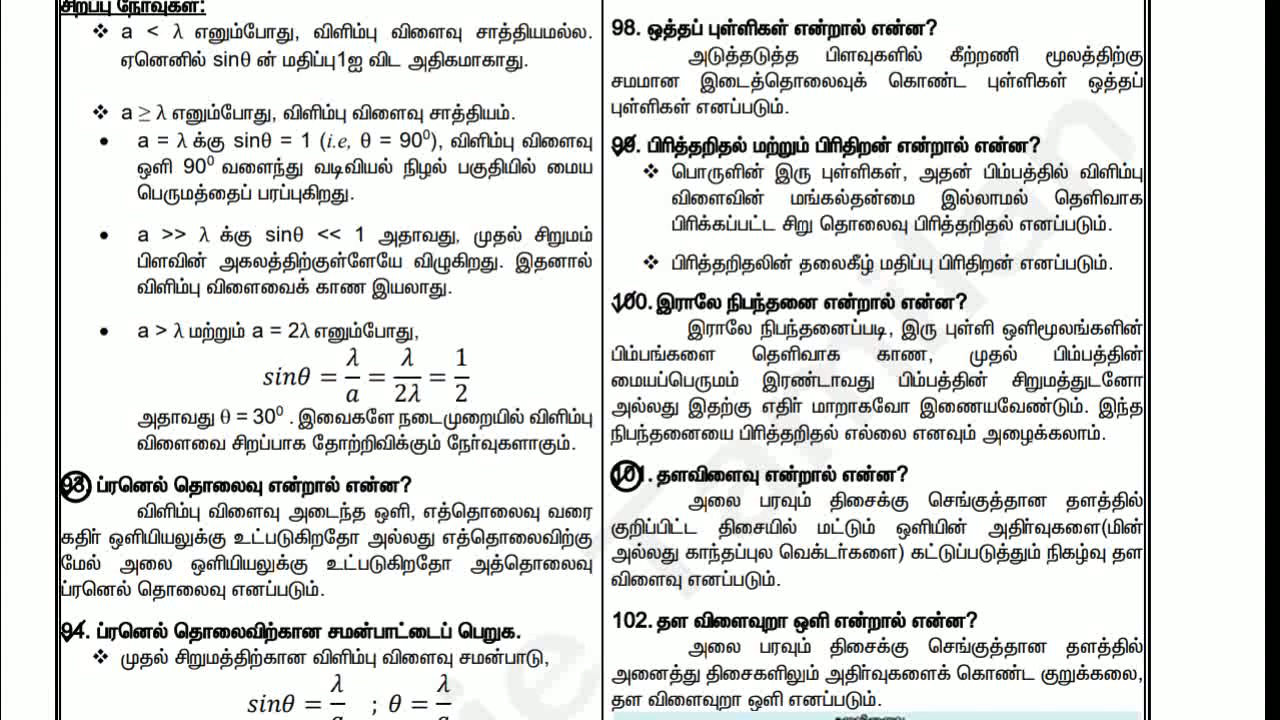 சிறப்பு நேர்வுகள்:
❖ a < λ எனும்போது, விளிம்பு விளைவு சாத்தியமல்ல.
ஏனெனில் sinθ ன் மதிப்பு1ஐ விட அதிகமாகாது.
❖ a ≥ λ எனும்போது, விளிம்பு விளைவு சாத்தியம்.
• a = λ க்கு sinθ = 1 (i.e, θ = 90⁰), விளிம்பு விளைவு
ஒளி 90⁰ வளைந்து வடிவியல் நிழல் பகுதியில் மைய
பெருமத்தைப் பரப்புகிறது.
• a >> λ க்கு sinθ << 1 அதாவது, முதல் சிறுமம்
பிளவின் அகலத்திற்குள்ளேயே விழுகிறது. இதனால்
விளிம்பு விளைவைக் காண இயலாது.
• a > λ மற்றும் a = 2λ எனும்போது,
sinθ = λ/a = λ/2λ = 1/2
அதாவது θ = 30⁰ . இவைகளே நடைமுறையில் விளிம்பு
விளைவை சிறப்பாக தோற்றிவிக்கும் நேர்வுகளாகும்.
93. ப்ரனெல் தொலைவு என்றால் என்ன?
விளிம்பு விளைவு அடைந்த ஒளி, எத்தொலைவு வரை
கதிர் ஒளியியலுக்கு உட்படுகிறதோ அல்லது எத்தொலைவிற்கு
மேல் அலை ஒளியியலுக்கு உட்படுகிறதோ அத்தொலைவு
ப்ரனெல் தொலைவு எனப்படும்.
94. ப்ரனெல் தொலைவிற்கான சமன்பாட்டைப் பெறுக.
❖ முதல் சிறுமத்திற்கான விளிம்பு விளைவு சமன்பாடு,
sinθ = λ/a ; θ = λ/a
98. ஒத்தப் புள்ளிகள் என்றால் என்ன?
அடுத்தடுத்த பிளவுகளில் கீற்றணி மூலத்திற்கு
சமமான இடைத்தொலைவுக் கொண்ட புள்ளிகள் ஒத்தப்
புள்ளிகள் எனப்படும்.
99. பிரித்தறிதல் மற்றும் பிரிதிறன் என்றால் என்ன?
❖ பொருளின் இரு புள்ளிகள், அதன் பிம்பத்தில் விளிம்பு
விளைவின் மங்கல்தன்மை இல்லாமல் தெளிவாக
பிரிக்கப்பட்ட சிறு தொலைவு பிரித்தறிதல் எனப்படும்.
❖ பிரித்தறிதலின் தலைகீழ் மதிப்பு பிரிதிறன் எனப்படும்.
100. இராலே நிபந்தனை என்றால் என்ன?
இராலே நிபந்தனைப்படி, இரு புள்ளி ஒளிமூலங்களின்
பிம்பங்களை தெளிவாக காண, முதல் பிம்பத்தின்
மையப்பெருமம் இரண்டாவது பிம்பத்தின் சிறுமத்துடனோ
அல்லது இதற்கு எதிர் மாறாகவோ இணையவேண்டும். இந்த
நிபந்தனையை பிரித்தறிதல் எல்லை எனவும் அழைக்கலாம்.
101. தளவிளைவு என்றால் என்ன?
அலை பரவும் திசைக்கு செங்குத்தான தளத்தில்
குறிப்பிட்ட திசையில் மட்டும் ஒளியின் அதிர்வுகளை(மின்
அல்லது காந்தப்புல வெக்டர்களை) கட்டுப்படுத்தும் நிகழ்வு தள
விளைவு எனப்படும்.
102. தள விளைவுறா ஒளி என்றால் என்ன?
அலை பரவும் திசைக்கு செங்குத்தான தளத்தில்
அனைத்து திசைகளிலும் அதிர்வுகளைக் கொண்ட குறுக்கலை,
தள விளைவுறா ஒளி எனப்படும்.